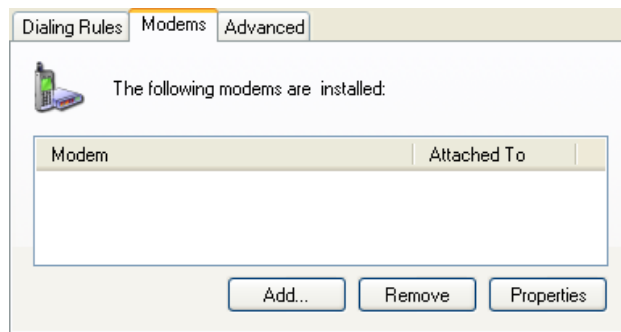 Dialing Rules Modems Advanced
The following modems are installed:
Modem Attached To
Add... Remove Properties